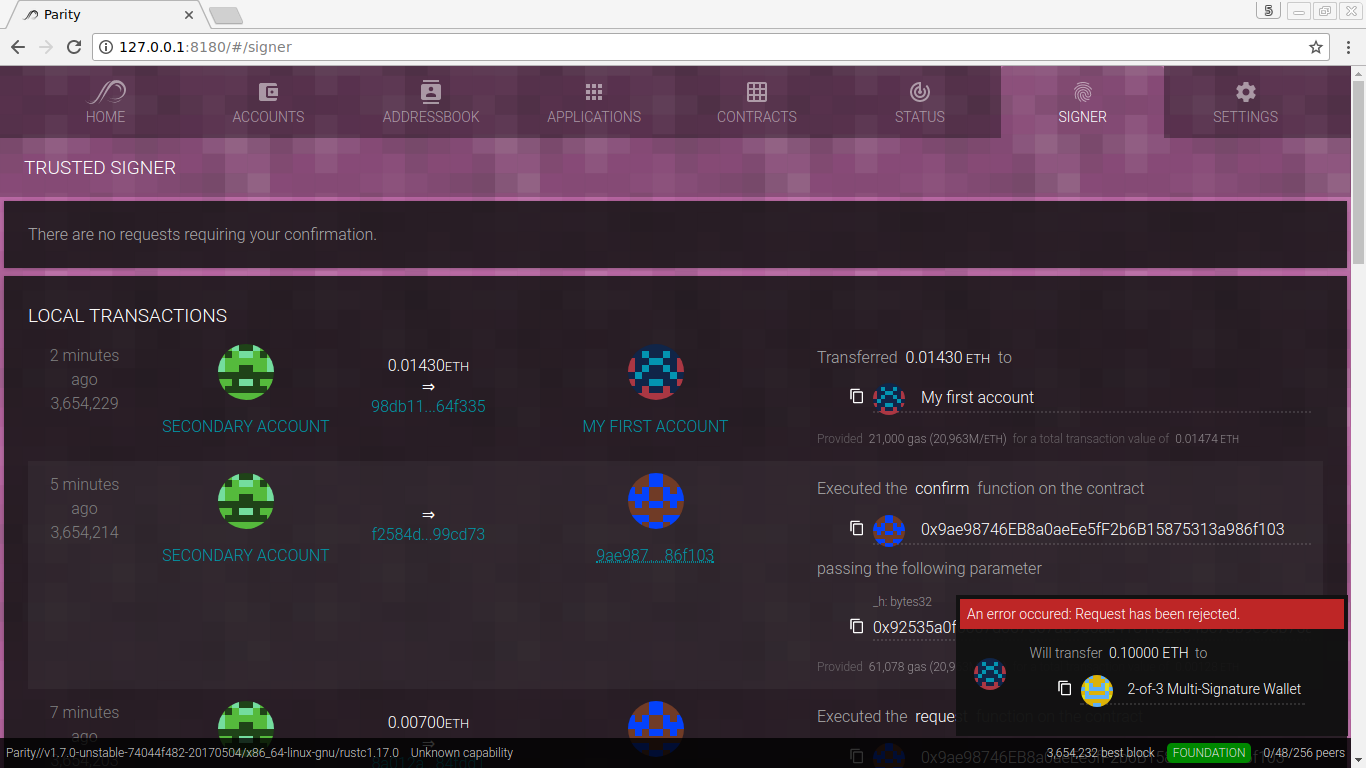 Parity
5
127.0.0.1:8180/#/signer
HOME
ACCOUNTS
ADDRESSBOOK
APPLICATIONS
CONTRACTS
STATUS
SIGNER
SETTINGS
TRUSTED SIGNER
There are no requests requiring your confirmation.
LOCAL TRANSACTIONS
2 minutes
ago
3,654,229
SECONDARY ACCOUNT
0.01430ETH
⇒
98db11...64f335
MY FIRST ACCOUNT
Transferred 0.01430 ETH to
My first account
Provided 21,000 gas (20,963M/ETH) for a total transaction value of 0.01474 ETH
5 minutes
ago
3,654,214
SECONDARY ACCOUNT
⇒
f2584d...99cd73
9ae987....86f103
Executed the confirm function on the contract
0x9ae98746EB8a0aeEe5fF2b6B15875313a986f103
passing the following parameter
_h: bytes32
0x92535a0f
Provided 61,078 gas (20,9
7 minutes
ago
0.00700ETH
⇒
Executed the request function on the contract
An error occured: Request has been rejected.
Will transfer 0.10000 ETH to
2-of-3 Multi-Signature Wallet
Parity//v1.7.0-unstable-74044f482-20170504/x86_64-linux-gnu/rustc1.17.0 Unknown capability
3,654,232 best block FOUNDATION 0/48/256 peers